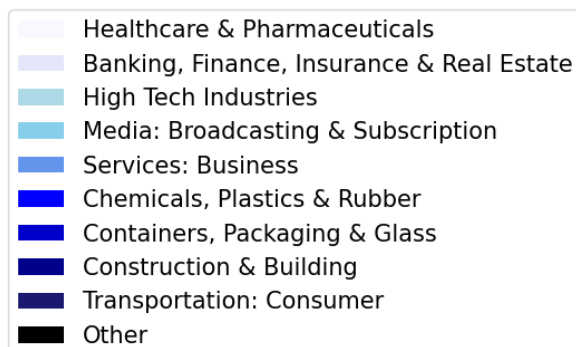 Healthcare & Pharmaceuticals
Banking, Finance, Insurance & Real Estate
High Tech Industries
Media: Broadcasting & Subscription
Services: Business
Chemicals, Plastics & Rubber
Containers, Packaging & Glass
Construction & Building
Transportation: Consumer
Other